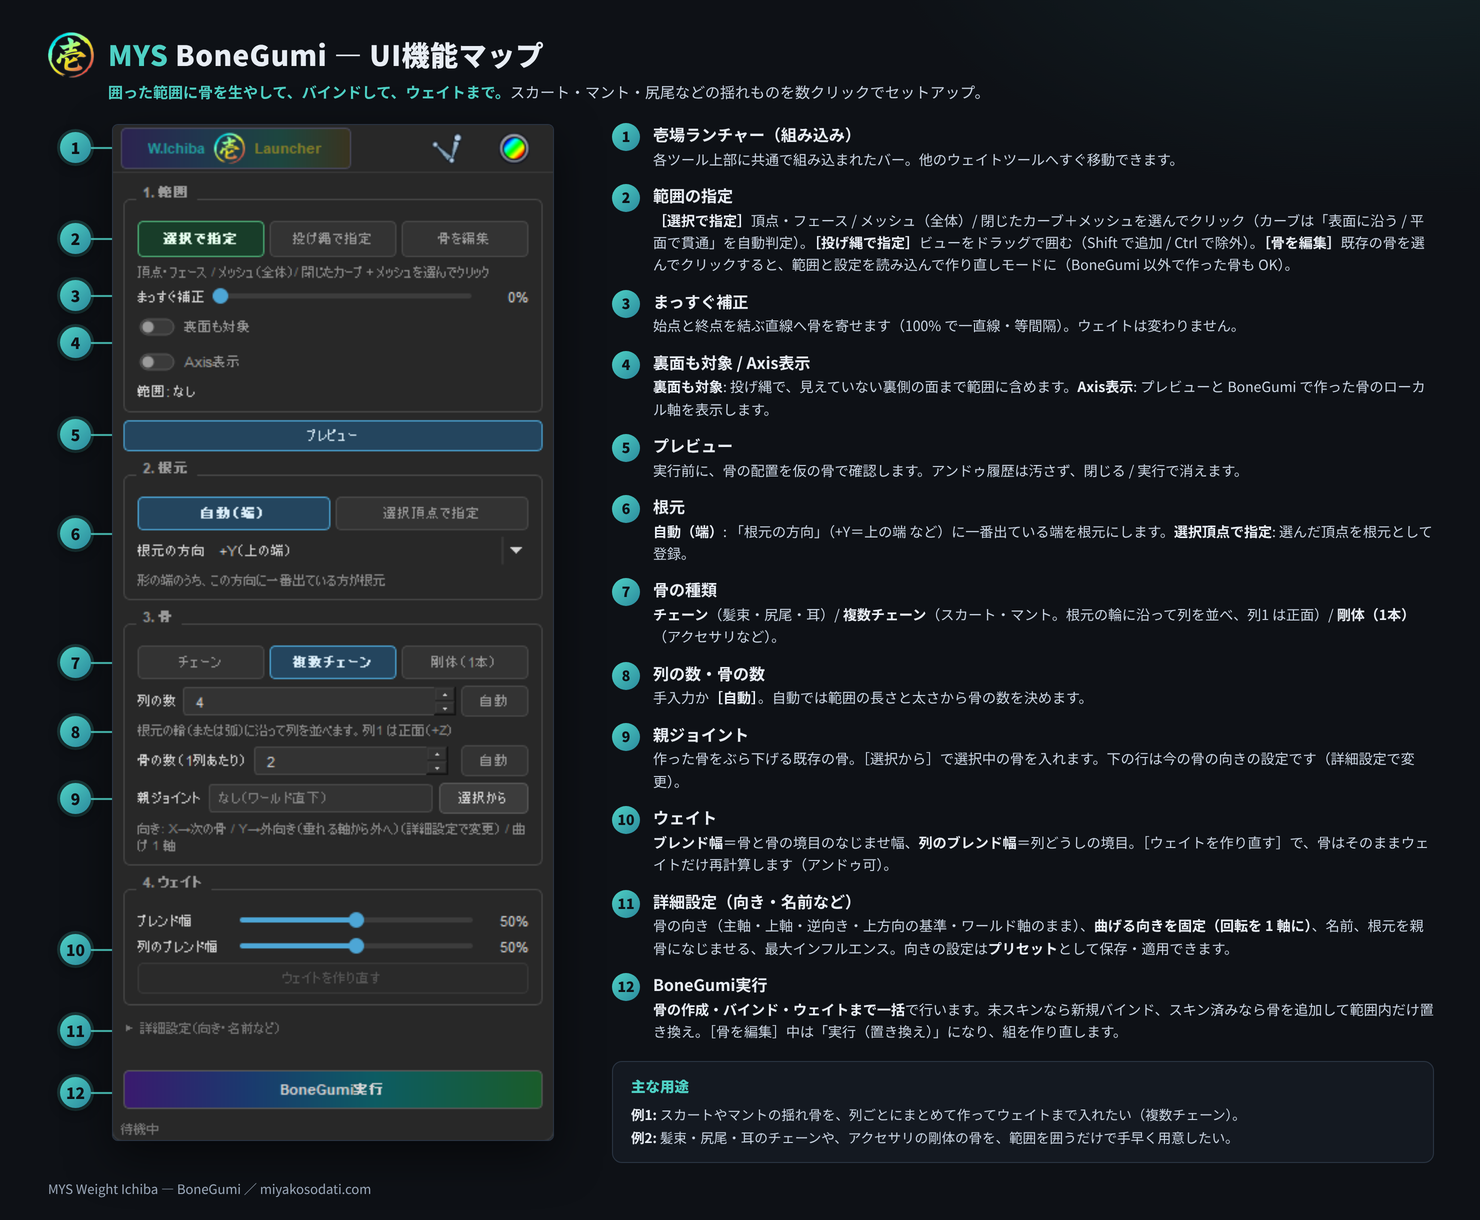 壱 MYS BoneGumi — UI機能マップ
囲った範囲に骨を生やして、バインドして、ウェイトまで。スカート・マント・尻尾などの揺れものを数クリックでセットアップ。
1
W.Ichiba 壱 Launcher
1. 範囲
2
選択で指定 投げ縄で指定 骨を編集
頂点・フェース / メッシュ(全体) / 閉じたカーブ + メッシュを選んでクリック
3
まっすぐ補正 0%
裏面も対象
4
Axis表示
範囲: なし
5
プレビュー
2. 根元
自動(端) 選択頂点で指定
6
根元の方向 +Y(上の端)
形の端のうち、この方向に一番出ている方が根元
3. 骨
7
チェーン 複数チェーン 剛体(1本)
列の数 4 自動
8
根元の輪(または弧)に沿って列を並べます。列1 は正面(+Z)
骨の数(1列あたり) 2 自動
9
親ジョイント なし(ワールド直下) 選択から
向き: X→次の骨 / Y→外向き(垂れる軸から外へ)(詳細設定で変更) / 曲
げ 1 軸
4. ウェイト
ブレンド幅 50%
10
列のブレンド幅 50%
ウェイトを作り直す
11
▶ 詳細設定(向き・名前など)
12
BoneGumi実行
待機中
1 壱場ランチャー（組み込み）
各ツール上部に共通で組み込まれたバー。他のウェイトツールへすぐ移動できます。
2 範囲の指定
［選択で指定］頂点・フェース / メッシュ（全体）/ 閉じたカーブ＋メッシュを選んでクリック（カーブは「表面に沿う / 平
面で貫通」を自動判定）。［投げ縄で指定］ビューをドラッグで囲む（Shift で追加 / Ctrl で除外）。［骨を編集］既存の骨を選
んでクリックすると、範囲と設定を読み込んで作り直しモードに（BoneGumi 以外で作った骨も OK）。
3 まっすぐ補正
始点と終点を結ぶ直線へ骨を寄せます（100% で一直線・等間隔）。ウェイトは変わりません。
4 裏面も対象 / Axis表示
裏面も対象: 投げ縄で、見えていない裏側の面まで範囲に含めます。Axis表示: プレビューと BoneGumi で作った骨のローカ
ル軸を表示します。
5 プレビュー
実行前に、骨の配置を仮の骨で確認します。アンドゥ履歴は汚さず、閉じる / 実行で消えます。
6 根元
自動（端）: 「根元の方向」（+Y＝上の端 など）に一番出ている端を根元にします。選択頂点で指定: 選んだ頂点を根元として
登録。
7 骨の種類
チェーン（髪束・尻尾・耳）/ 複数チェーン（スカート・マント。根元の輪に沿って列を並べ、列1 は正面）/ 剛体（1本）
（アクセサリなど）。
8 列の数・骨の数
手入力か［自動］。自動では範囲の長さと太さから骨の数を決めます。
9 親ジョイント
作った骨をぶら下げる既存の骨。［選択から］で選択中の骨を入れます。下の行は今の骨の向きの設定です（詳細設定で変
更）。
10 ウェイト
ブレンド幅＝骨と骨の境目のなじませ幅、列のブレンド幅＝列どうしの境目。［ウェイトを作り直す］で、骨はそのままウェ
イトだけ再計算します（アンドゥ可）。
11 詳細設定（向き・名前など）
骨の向き（主軸・上軸・逆向き・上方向の基準・ワールド軸のまま）、曲げる向きを固定（回転を 1 軸に）、名前、根元を親
骨になじませる、最大インフルエンス。向きの設定はプリセットとして保存・適用できます。
12 BoneGumi実行
骨の作成・バインド・ウェイトまで一括で行います。未スキンなら新規バインド、スキン済みなら骨を追加して範囲内だけ置
き換え。［骨を編集］中は「実行（置き換え）」になり、組を作り直します。
主な用途
例1: スカートやマントの揺れ骨を、列ごとにまとめて作ってウェイトまで入れたい（複数チェーン）。
例2: 髪束・尻尾・耳のチェーンや、アクセサリの剛体の骨を、範囲を囲うだけで手早く用意したい。
MYS Weight Ichiba — BoneGumi ／ miyakosodati.com